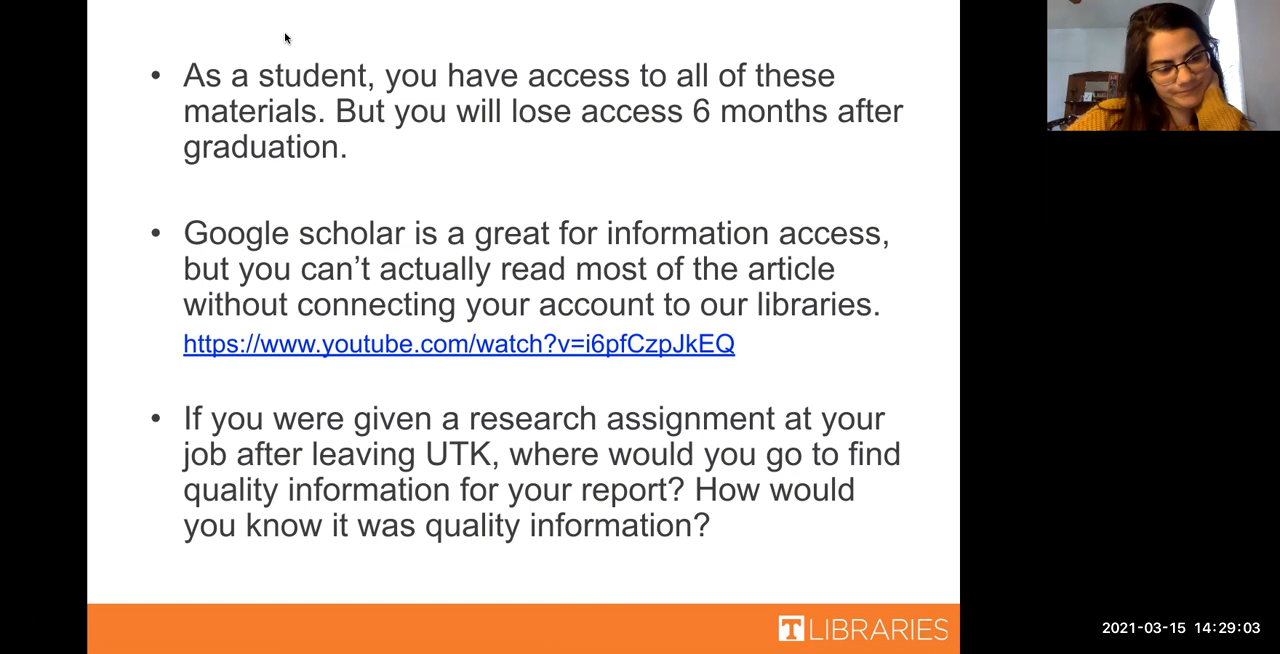 • As a student, you have access to all of these
materials. But you will lose access 6 months after
graduation.
• Google scholar is a great for information access,
but you can’t actually read most of the article
without connecting your account to our libraries.
https://www.youtube.com/watch?v=i6pfCzpJkEQ
• If you were given a research assignment at your
job after leaving UTK, where would you go to find
quality information for your report? How would
you know it was quality information?
T LIBRARIES
2021-03-15 14:29:03